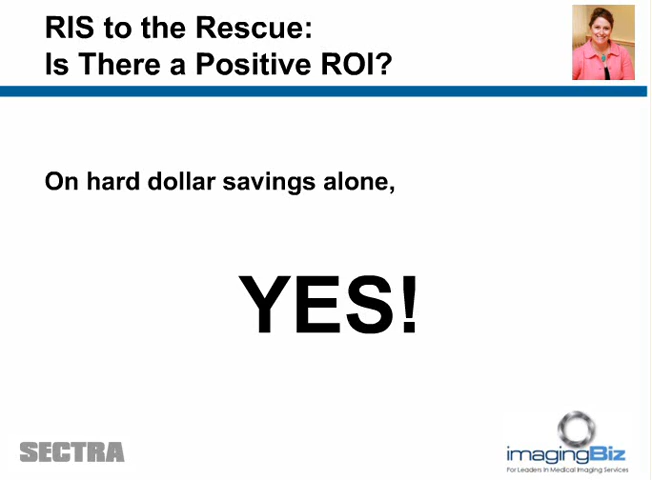 RIS to the Rescue:
Is There a Positive ROI?
On hard dollar savings alone,
YES!
SECTRA
imagingBiz
For Leaders in Medical Imaging Services